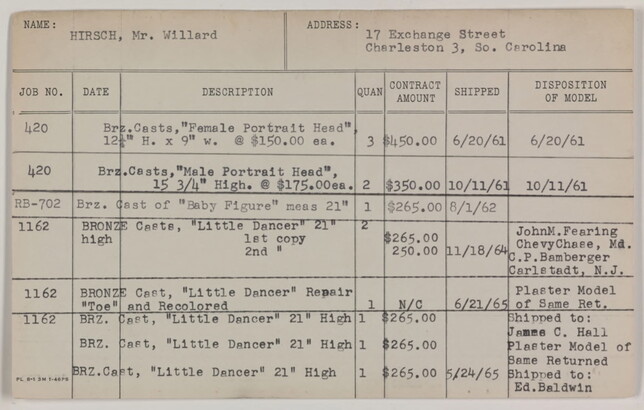 NAME: HIRSCH, Mr. Willard
ADDRESS: 17 Exchange Street
Charleston 3, So. Carolina
JOB NO. DATE DESCRIPTION QUAN CONTRACT AMOUNT SHIPPED DISPOSITION OF MODEL
420 Brz.Casts,"Female Portrait Head",
12½" H. x 9" w. @ $150.00 ea. 3 $450.00 6/20/61 6/20/61
420 Brz.Casts,"Male Portrait Head",
15 3/4" High. @ $175.00ea. 2 $350.00 10/11/61 10/11/61
RB-702 Brz. Cast of "Baby Figure" meas 21" 1 $265.00 8/1/62
1162 BRONZE Casts, "Little Dancer" 21" 2 JohnM.Fearing
high 1st copy $265.00 ChevyChase, Md.
2nd " 250.00 11/18/64 C.P.Bamberger
Carlstadt, N.J.
1162 BRONZE Cast, "Little Dancer" Repair Plaster Model
"Toe" and Recolored 1 N/C 6/21/65 of Same Ret.
1162 BRZ. Cast, "Little Dancer" 21" High 1 $265.00 Shipped to:
James C. Hall
BRZ. Cast, "Little Dancer" 21" High 1 $265.00 Plaster Model of
Same Returned
BRZ.Cast, "Little Dancer" 21" High 1 $265.00 5/24/65 Shipped to:
Ed.Baldwin